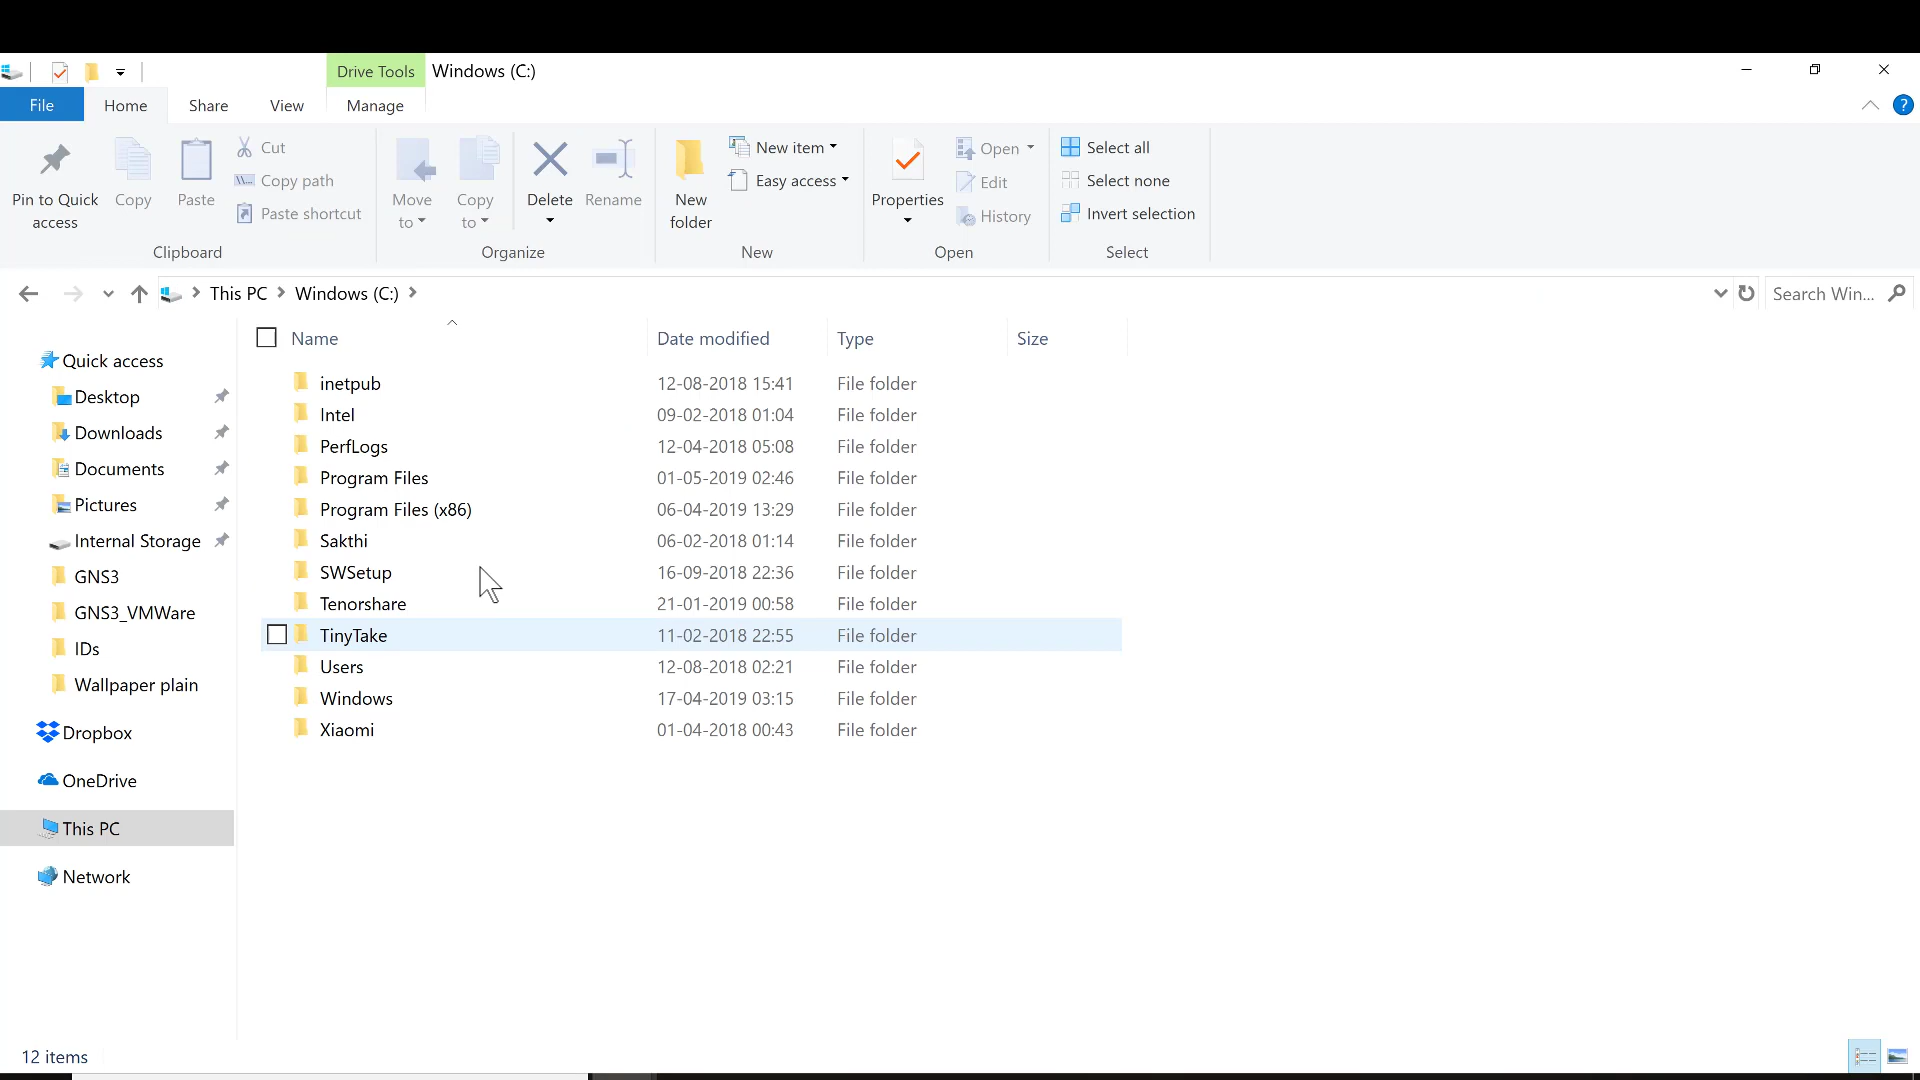 Drive Tools Windows (C:)
File Home Share View Manage
?
Pin to Quick access
Copy
Paste
Cut
Copy path
Paste shortcut
Clipboard
Move to
Copy to
Delete
Rename
Organize
New folder
New item
Easy access
New
Properties
Open
Edit
History
Open
Select all
Select none
Invert selection
Select
This PC Windows (C:)
Search Win...
Quick access
Desktop
Downloads
Documents
Pictures
Internal Storage
GNS3
GNS3_VMWare
IDs
Wallpaper plain
Dropbox
OneDrive
This PC
Network
Name Date modified Type Size
inetpub 12-08-2018 15:41 File folder
Intel 09-02-2018 01:04 File folder
PerfLogs 12-04-2018 05:08 File folder
Program Files 01-05-2019 02:46 File folder
Program Files (x86) 06-04-2019 13:29 File folder
Sakthi 06-02-2018 01:14 File folder
SWSetup 16-09-2018 22:36 File folder
Tenorshare 21-01-2019 00:58 File folder
TinyTake 11-02-2018 22:55 File folder
Users 12-08-2018 02:21 File folder
Windows 17-04-2019 03:15 File folder
Xiaomi 01-04-2018 00:43 File folder
12 items